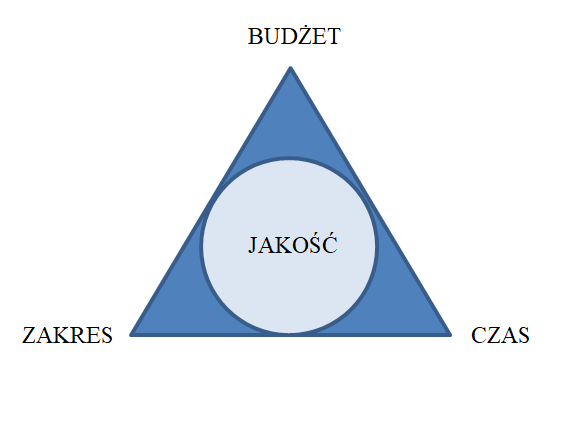 BUDŻET
JAKOŚĆ
ZAKRES
CZAS